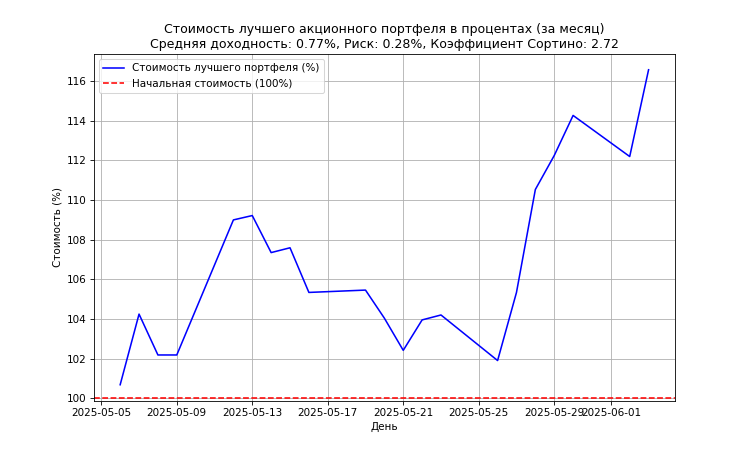 Стоимость лучшего акционного портфеля в процентах (за месяц)
Средняя доходность: 0.77%, Риск: 0.28%, Коэффициент Сортино: 2.72
Стоимость лучшего портфеля (%)
Начальная стоимость (100%)
Стоимость (%)
116
114
112
110
108
106
104
102
100
2025-05-05 2025-05-09 2025-05-13 2025-05-17 2025-05-21 2025-05-25 2025-05-29 2025-06-01
День